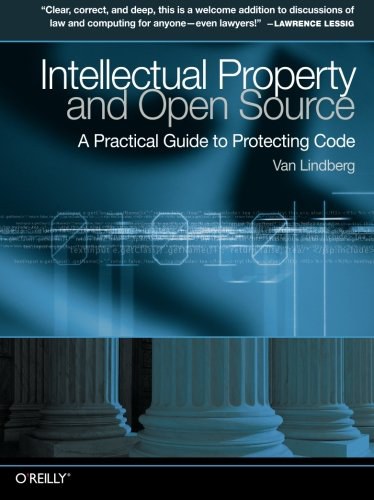 “Clear, correct, and deep, this is a welcome addition to discussions of
law and computing for anyone—even lawyers!” —LAWRENCE LESSIG
Intellectual Property
and Open Source
A Practical Guide to Protecting Code
Van Lindberg
O'REILLY®